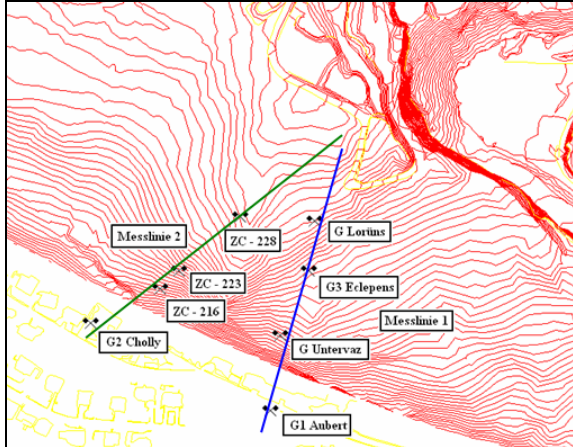 G Lorüns
Messlinie 2
ZC - 228
ZC - 223
G3 Eclepens
ZC - 216
Messlinie 1
G2 Cholly
G Untervaz
G1 Aubert